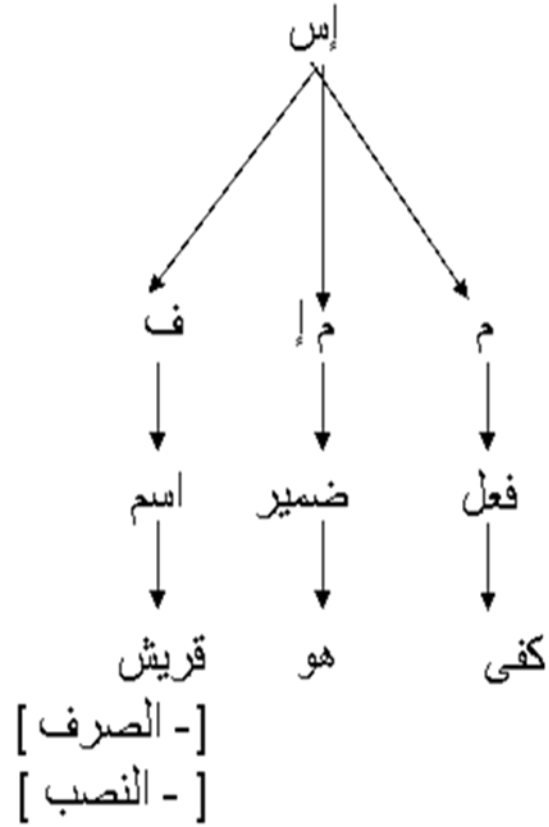 إس
م م إ ف
فعل ضمير اسم
كفى هو قريش
[ - الصرف ]
[ - النصب ]